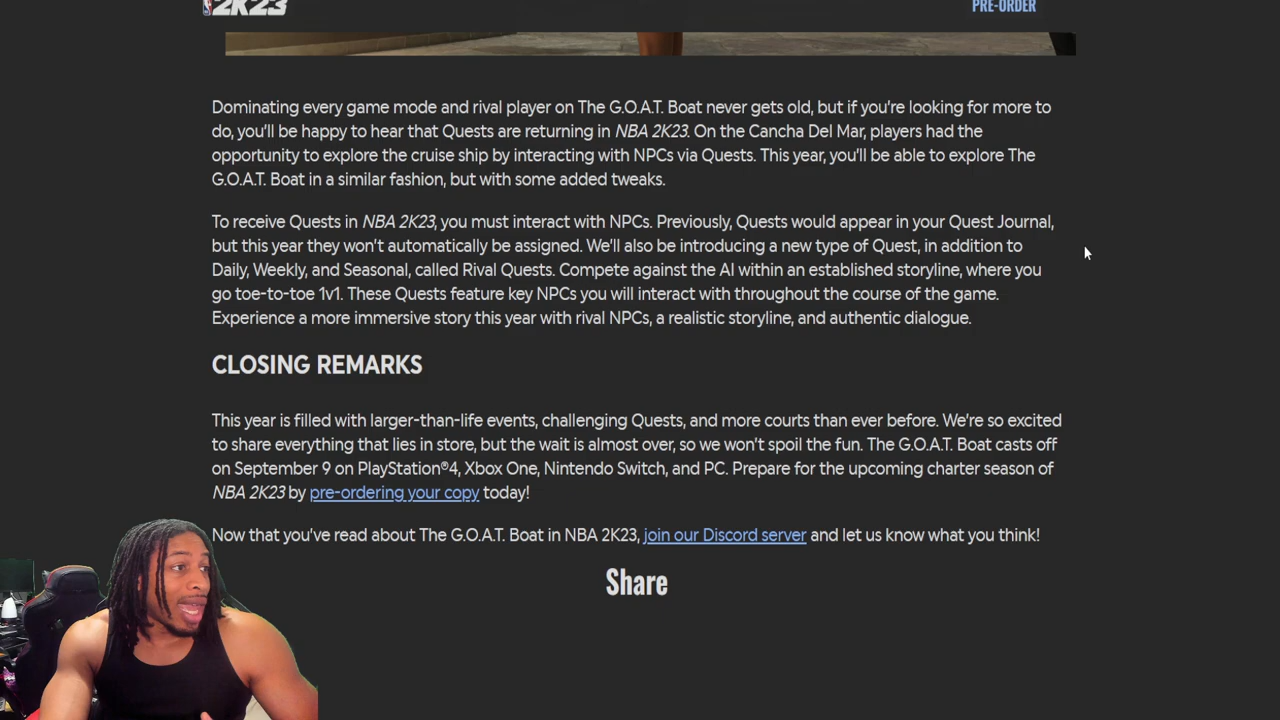 2K23
PRE-ORDER
Dominating every game mode and rival player on The G.O.A.T. Boat never gets old, but if you're looking for more to
do, you'll be happy to hear that Quests are returning in NBA 2K23. On the Cancha Del Mar, players had the
opportunity to explore the cruise ship by interacting with NPCs via Quests. This year, you'll be able to explore The
G.O.A.T. Boat in a similar fashion, but with some added tweaks.
To receive Quests in NBA 2K23, you must interact with NPCs. Previously, Quests would appear in your Quest Journal,
but this year they won't automatically be assigned. We'll also be introducing a new type of Quest, in addition to
Daily, Weekly, and Seasonal, called Rival Quests. Compete against the AI within an established storyline, where you
go toe-to-toe 1v1. These Quests feature key NPCs you will interact with throughout the course of the game.
Experience a more immersive story this year with rival NPCs, a realistic storyline, and authentic dialogue.
CLOSING REMARKS
This year is filled with larger-than-life events, challenging Quests, and more courts than ever before. We're so excited
to share everything that lies in store, but the wait is almost over, so we won't spoil the fun. The G.O.A.T. Boat casts off
on September 9 on PlayStation®4, Xbox One, Nintendo Switch, and PC. Prepare for the upcoming charter season of
NBA 2K23 by pre-ordering your copy today!
Now that you've read about The G.O.A.T. Boat in NBA 2K23, join our Discord server and let us know what you think!
Share